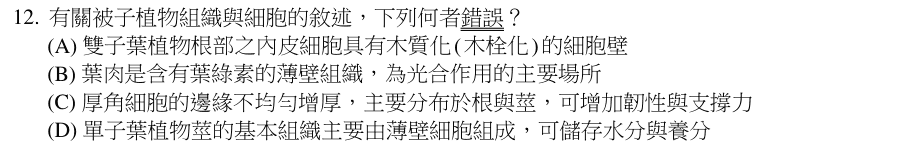 12. 有關被子植物組織與細胞的敘述，下列何者錯誤？
(A) 雙子葉植物根部之內皮細胞具有木質化(木栓化)的細胞壁
(B) 葉肉是含有葉綠素的薄壁組織，為光合作用的主要場所
(C) 厚角細胞的邊緣不均勻增厚，主要分布於根與莖，可增加韌性與支撐力
(D) 單子葉植物莖的基本組織主要由薄壁細胞組成，可儲存水分與養分